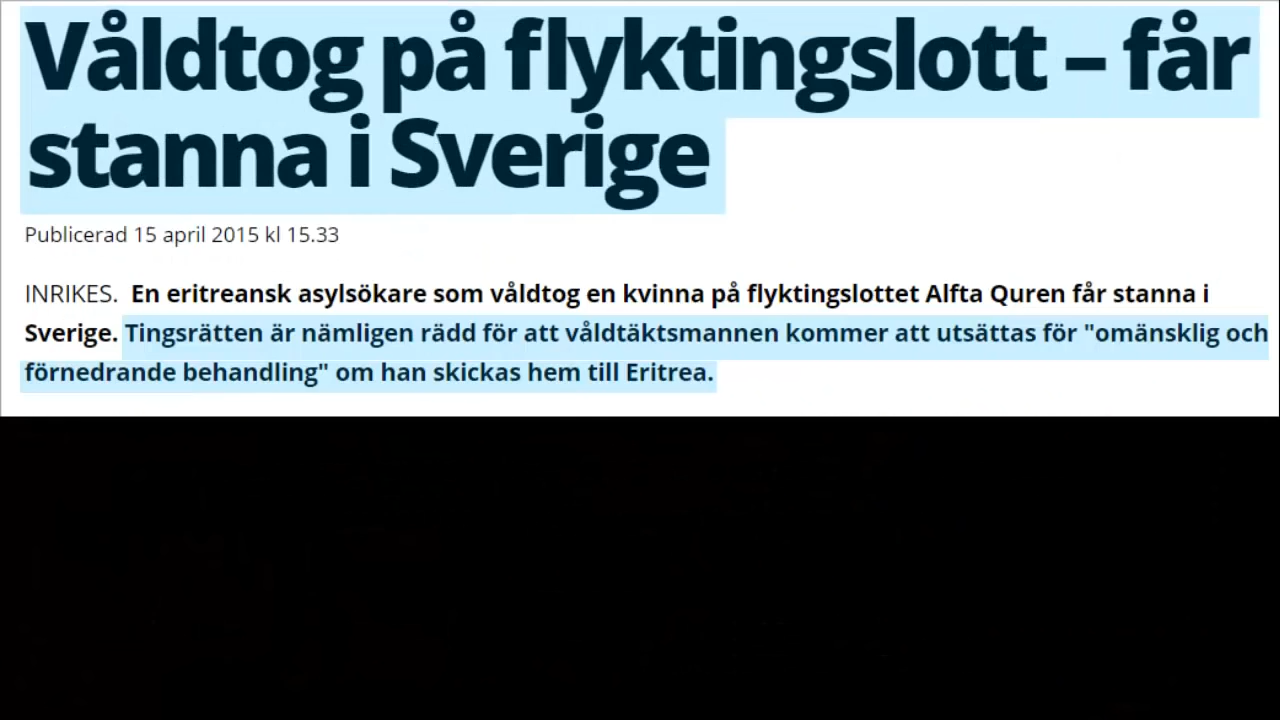 Våldtog på flyktingslott – får
stanna i Sverige
Publicerad 15 april 2015 kl 15.33
INRIKES. En eritreansk asylsökare som våldtog en kvinna på flyktingslottet Alfta Quren får stanna i
Sverige. Tingsrätten är nämligen rädd för att våldtäktsmannen kommer att utsättas för "omänsklig och
förnedrande behandling" om han skickas hem till Eritrea.